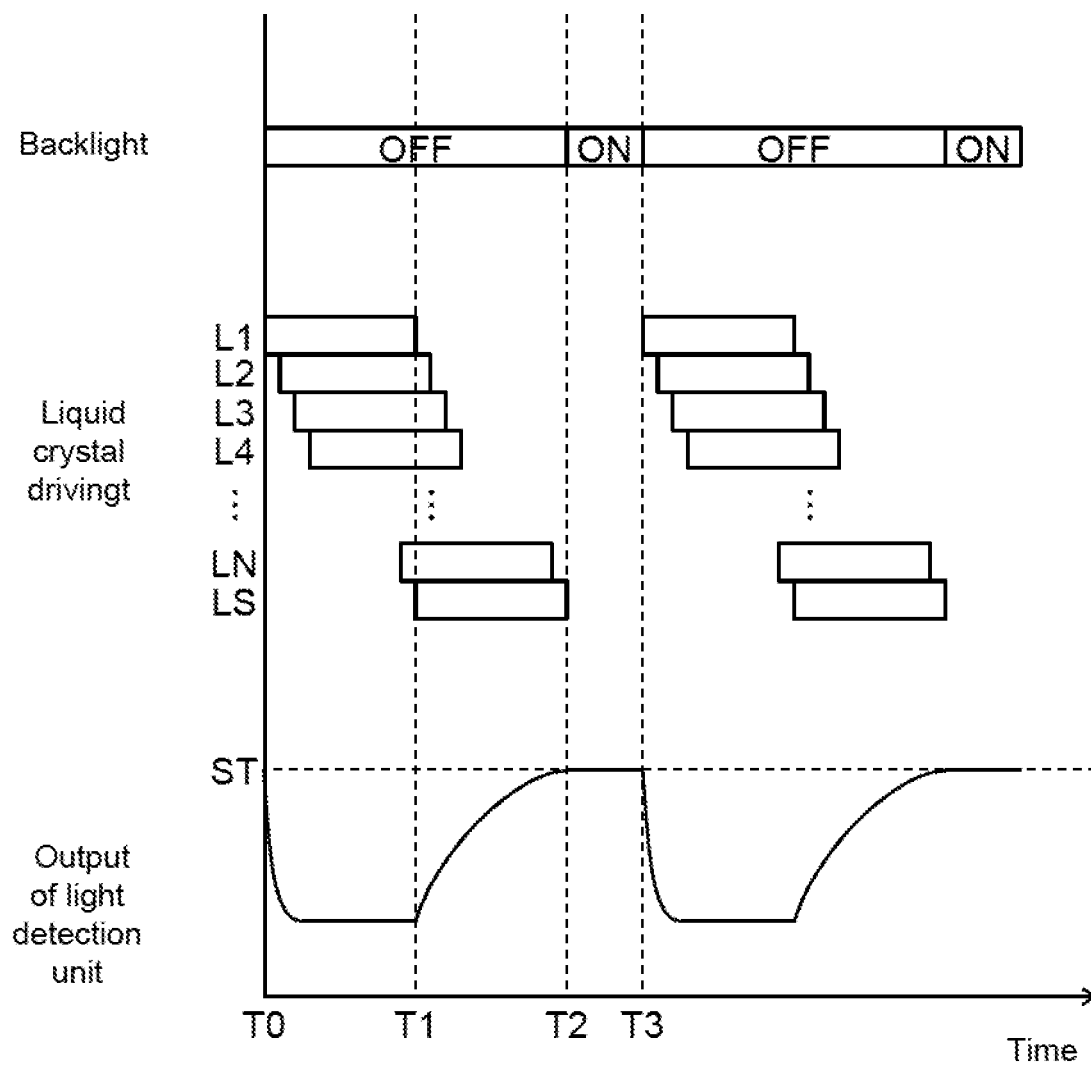 Backlight
OFF ON OFF ON
L1
L2
L3
L4
Liquid
crystal
drivingt
LN
LS
ST
Output
of light
detection
unit
T0 T1 T2 T3
Time